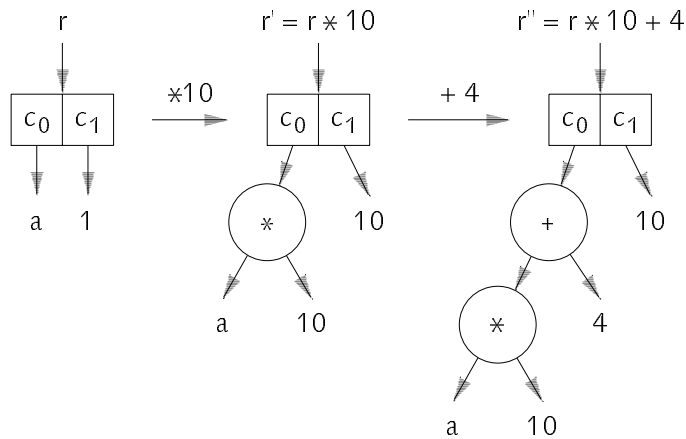 r r' = r * 10 r'' = r * 10 + 4
*10 + 4
c0 c1 c0 c1 c0 c1
a 1 * 10 + 10
a 10 * 4
a 10